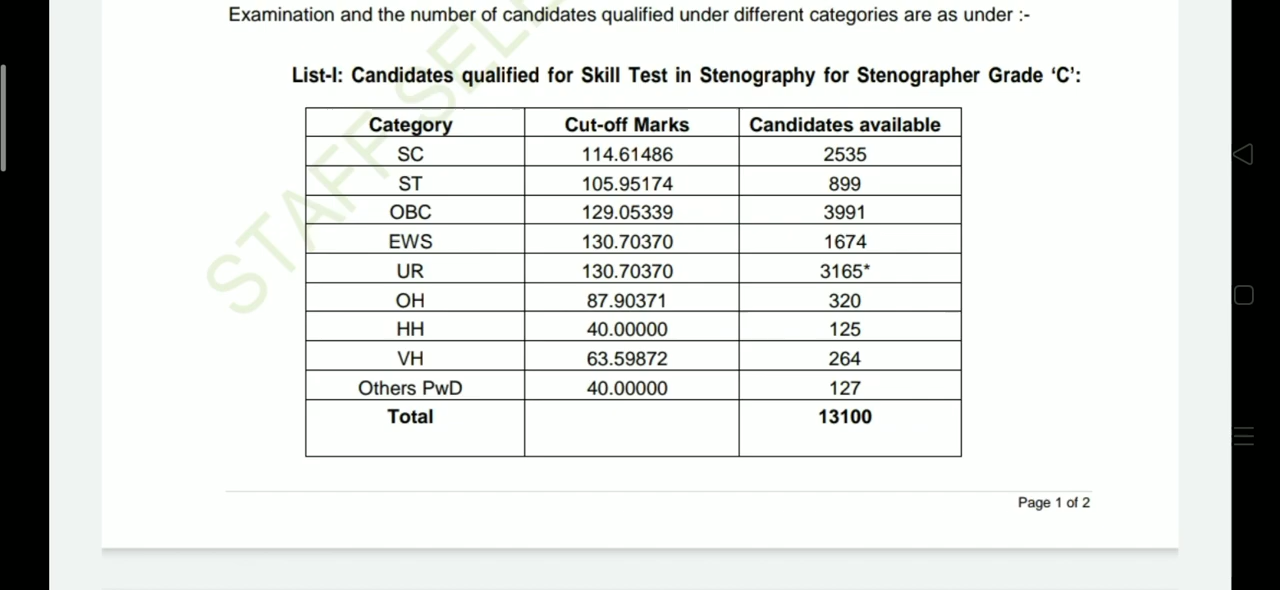 Examination and the number of candidates qualified under different categories are as under :-
List-I: Candidates qualified for Skill Test in Stenography for Stenographer Grade ‘C’:
Category Cut-off Marks Candidates available
SC 114.61486 2535
ST 105.95174 899
OBC 129.05339 3991
EWS 130.70370 1674
UR 130.70370 3165*
OH 87.90371 320
HH 40.00000 125
VH 63.59872 264
Others PwD 40.00000 127
Total 13100
Page 1 of 2
STAFF SELE